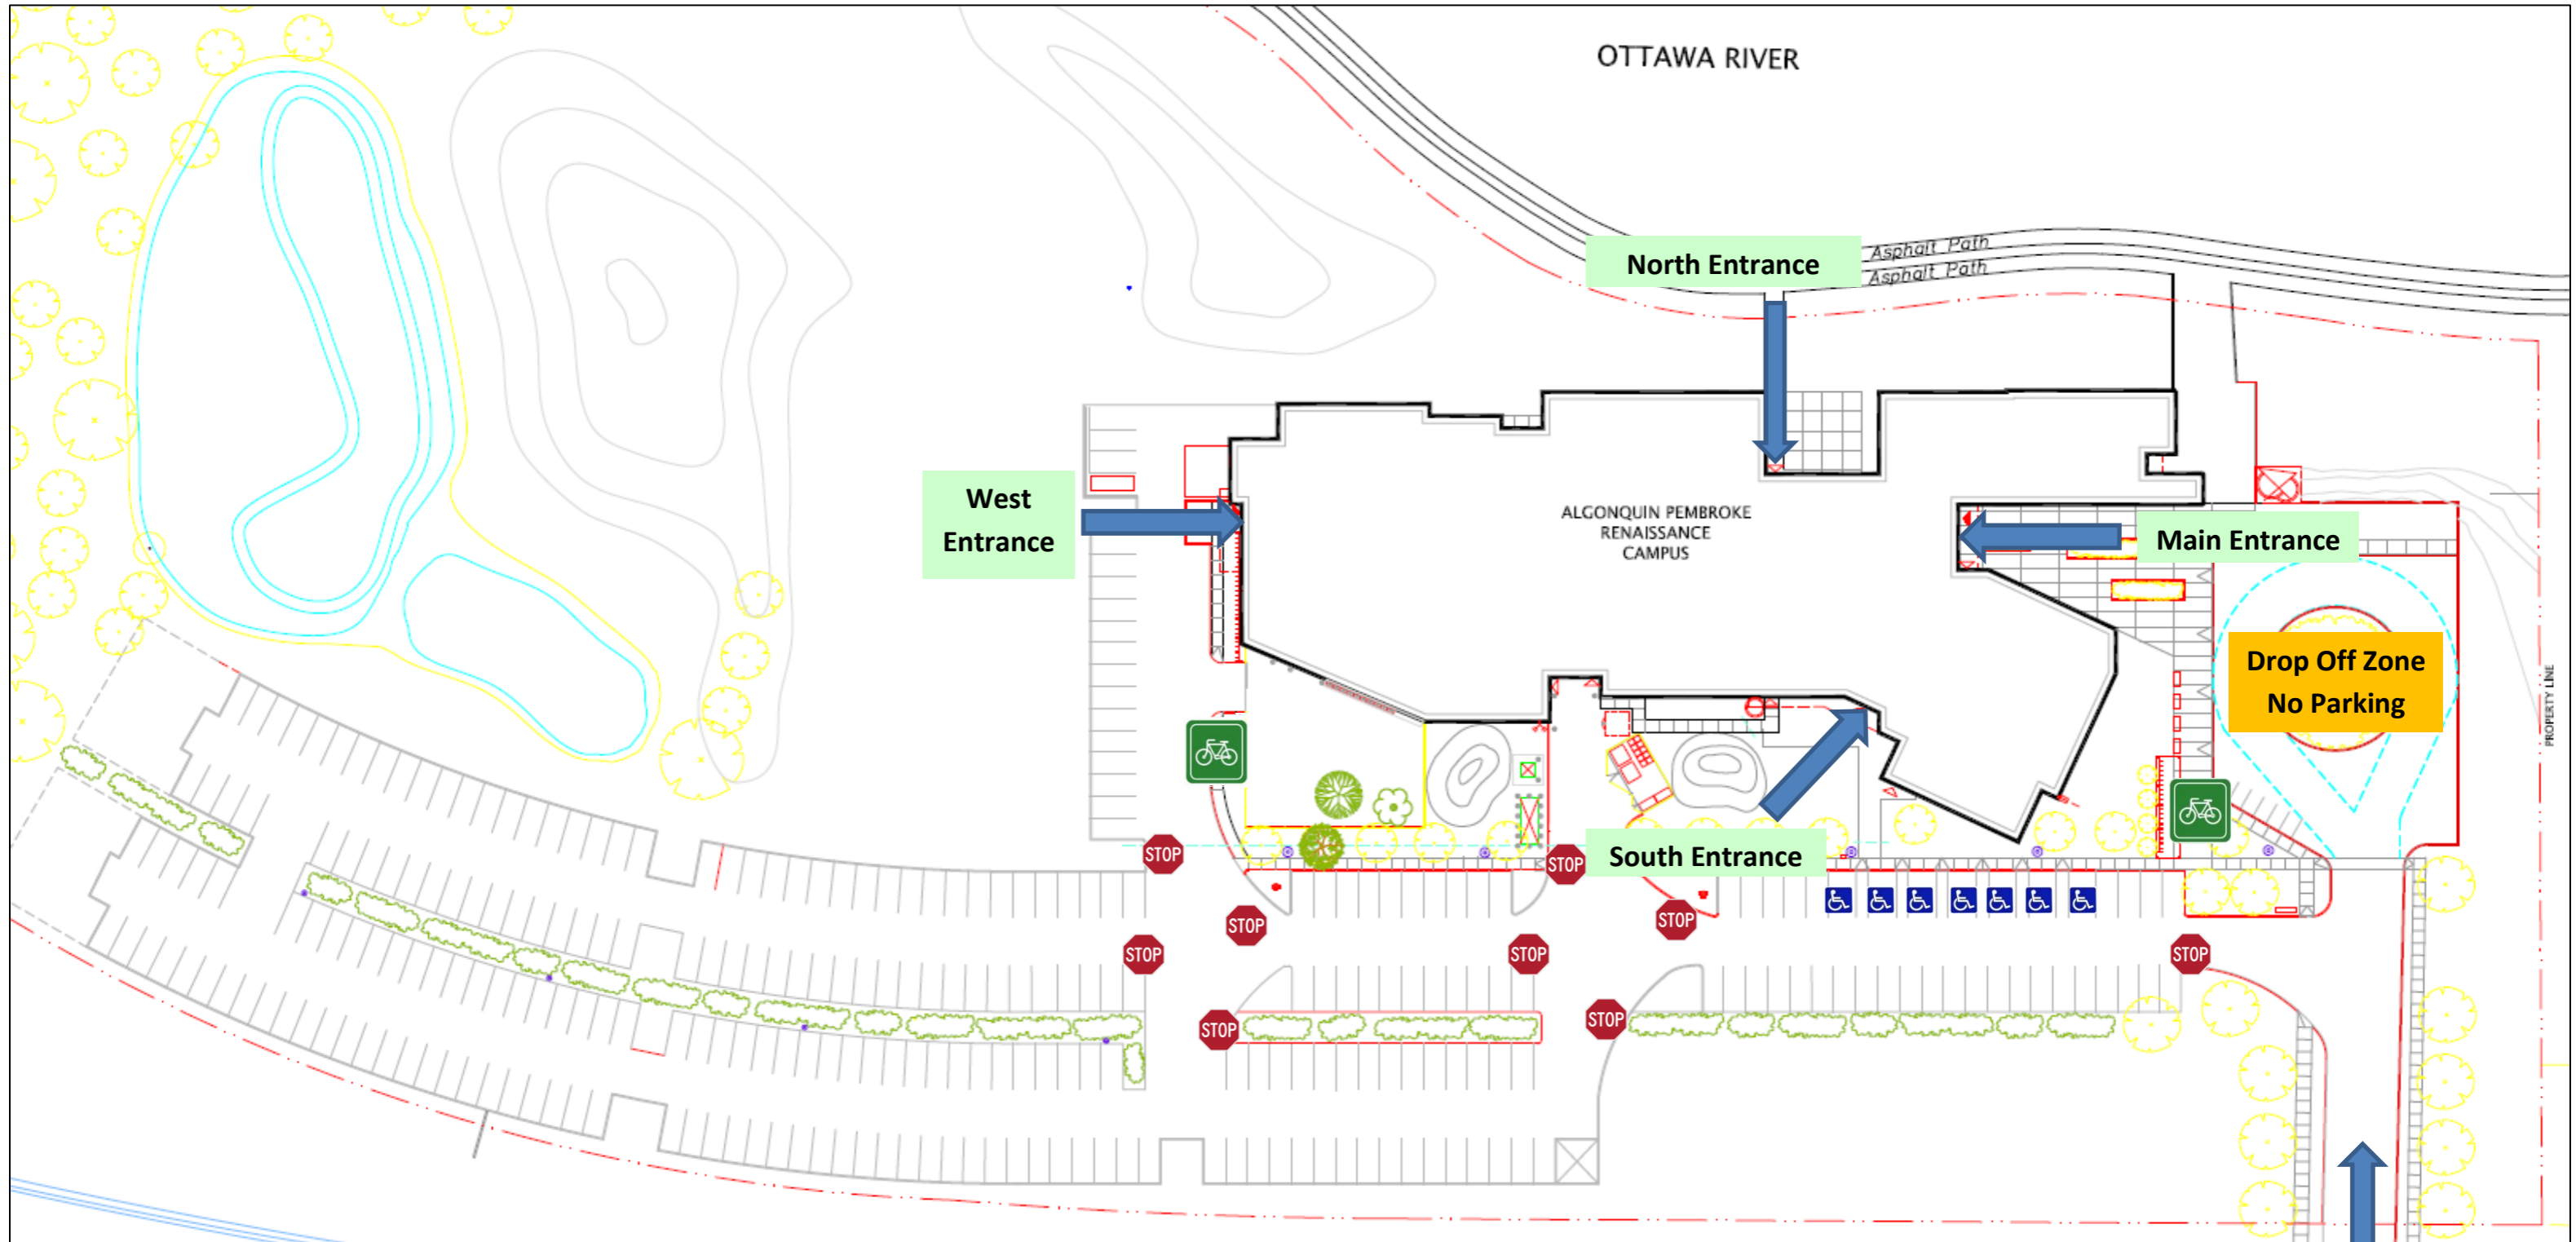 OTTAWA RIVER
North Entrance
Asphalt Path
Asphalt Path
West
Entrance
ALGONQUIN PEMBROKE
RENAISSANCE
CAMPUS
Main Entrance
Drop Off Zone
No Parking
PROPERTY LINE
South Entrance
STOP
STOP
STOP
STOP
STOP
STOP
STOP
STOP
STOP